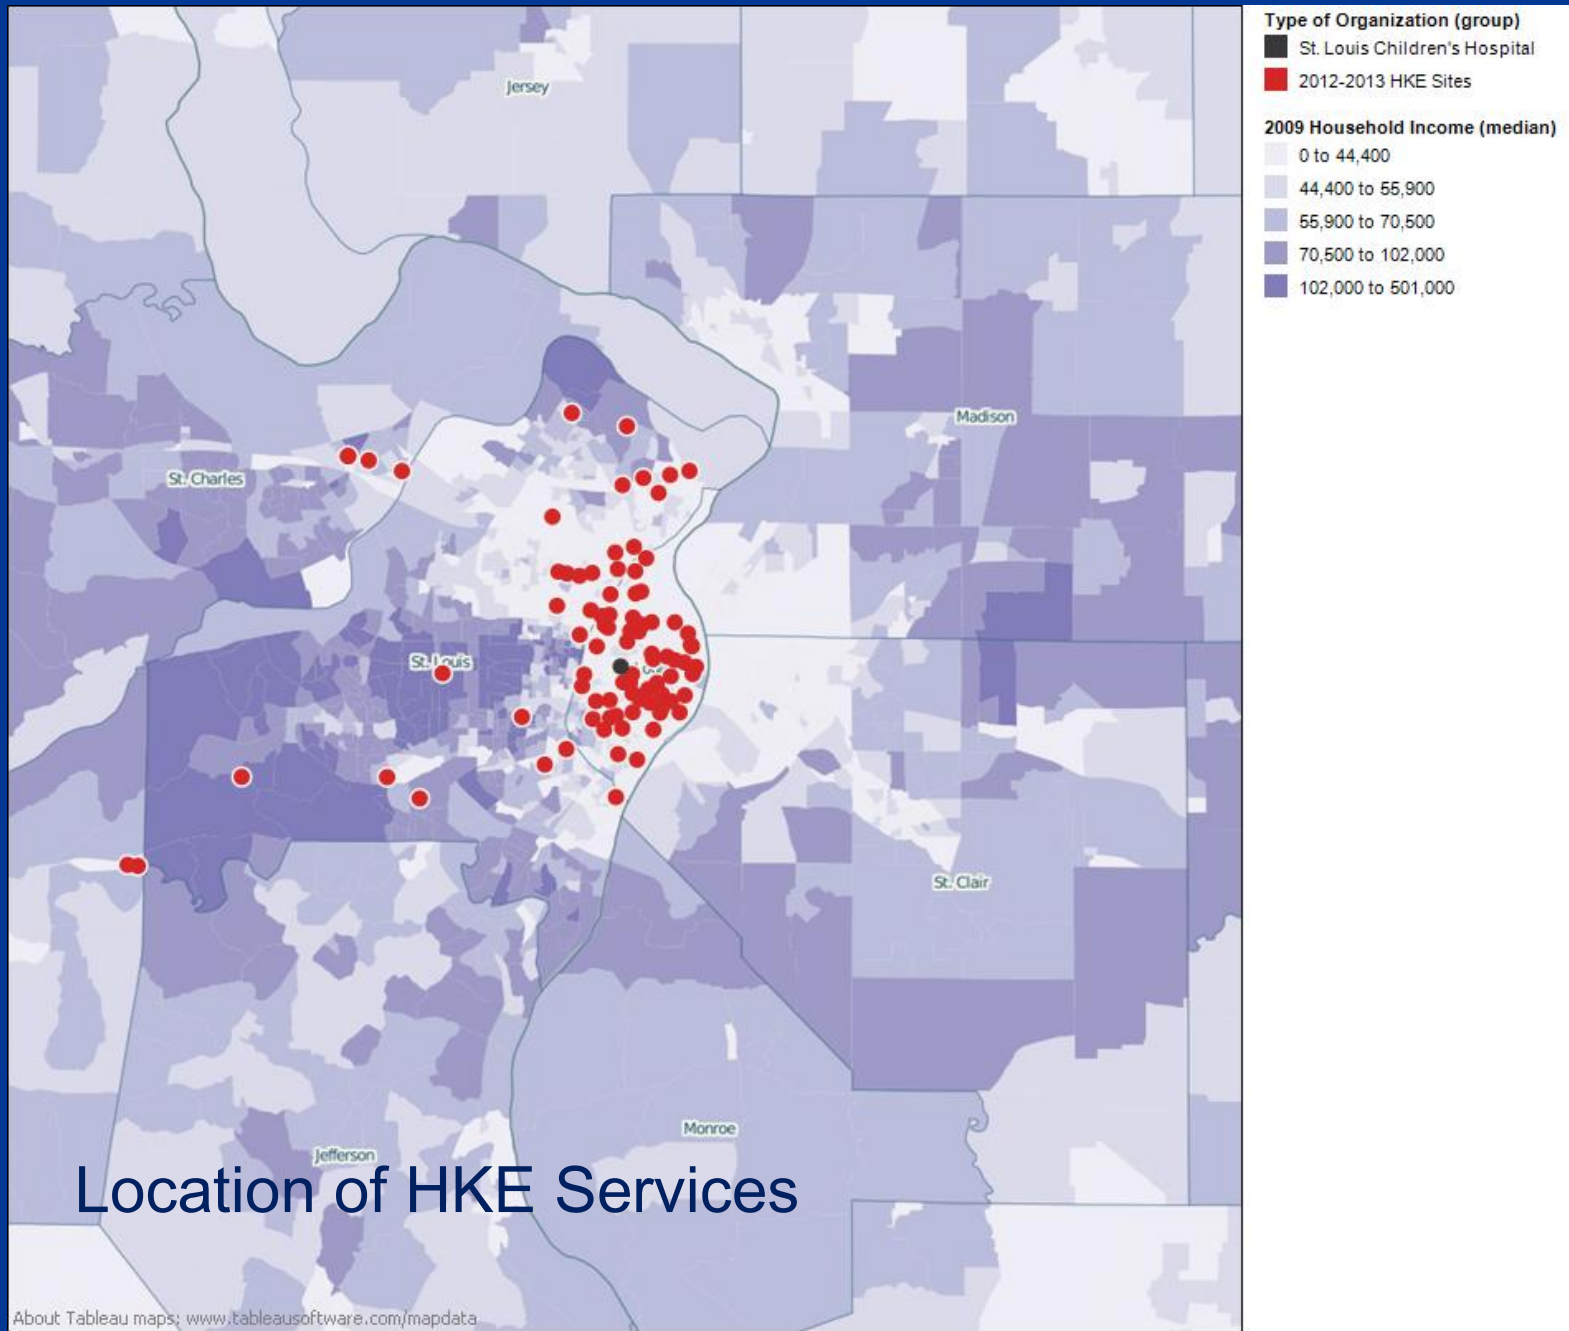 Type of Organization (group)
St. Louis Children's Hospital
2012-2013 HKE Sites
2009 Household Income (median)
0 to 44,400
44,400 to 55,900
55,900 to 70,500
70,500 to 102,000
102,000 to 501,000
Jersey
Madison
St. Charles
St. Louis
St. Clair
Monroe
Jefferson
Location of HKE Services
About Tableau maps: www.tableausoftware.com/mapdata